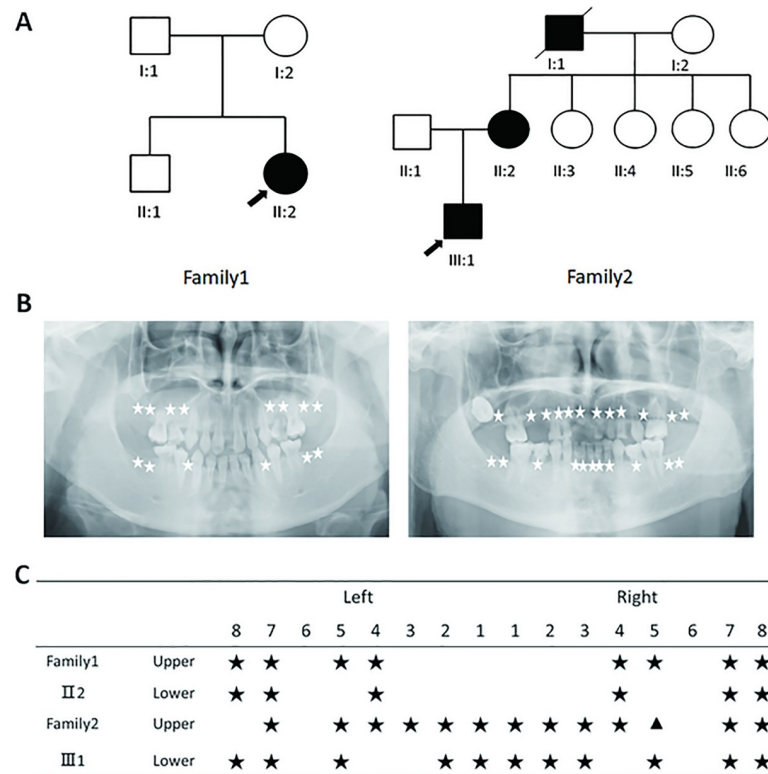 A
I:1 I:2 I:1 I:2
II:1 II:2 II:3 II:4 II:5 II:6
II:1 II:2
III:1
Family1 Family2
B
C
Left Right
8 7 6 5 4 3 2 1 1 2 3 4 5 6 7 8
Family1 Upper ★ ★ ★ ★ ★ ★ ★ ★
Ⅱ2 Lower ★ ★ ★ ★ ★ ★
Family2 Upper ★ ★ ★ ★ ★ ★ ★ ★ ★ ★ ▲ ★ ★
Ⅲ1 Lower ★ ★ ★ ★ ★ ★ ★ ★ ★ ★ ★